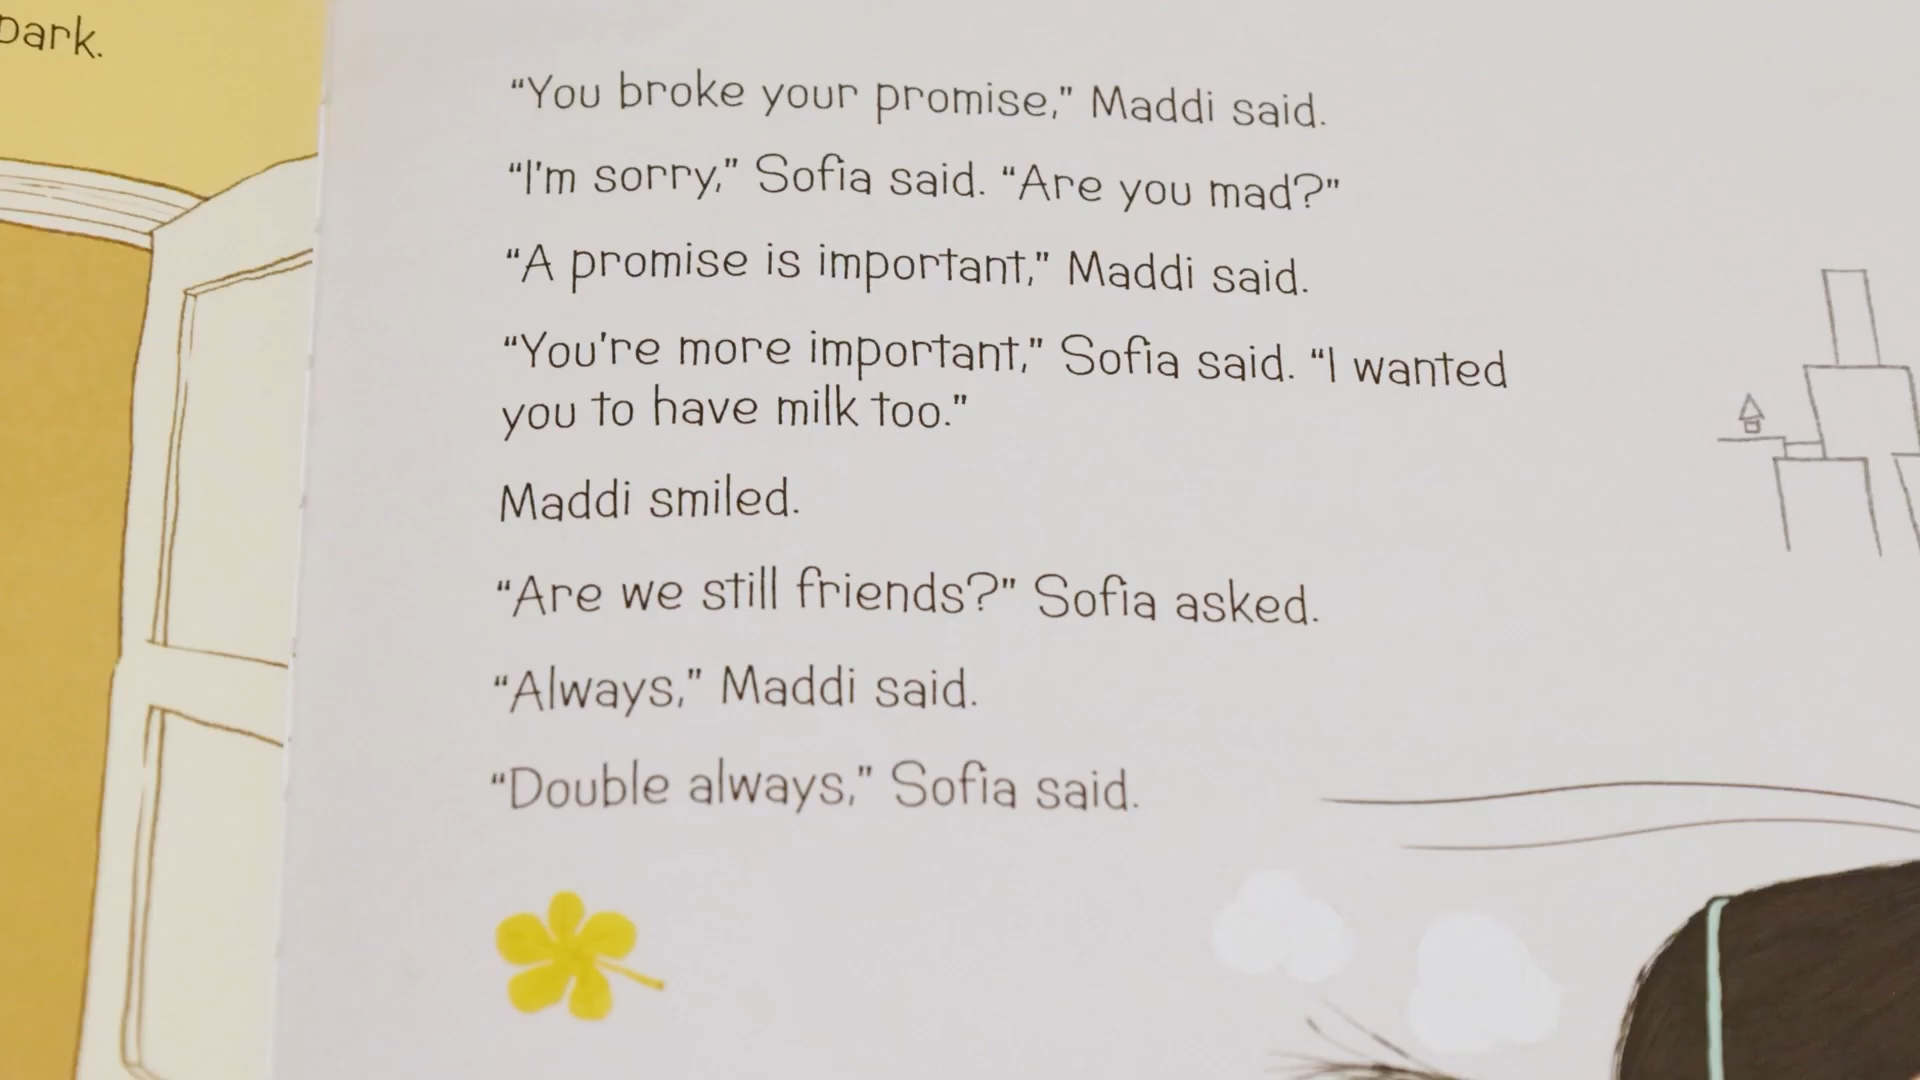 park.
“You broke your promise,” Maddi said.
“I'm sorry,” Sofia said. “Are you mad?”
“A promise is important,” Maddi said.
“You're more important,” Sofia said. “I wanted
you to have milk too.”
Maddi smiled.
“Are we still friends?” Sofia asked.
“Always,” Maddi said.
“Double always,” Sofia said.